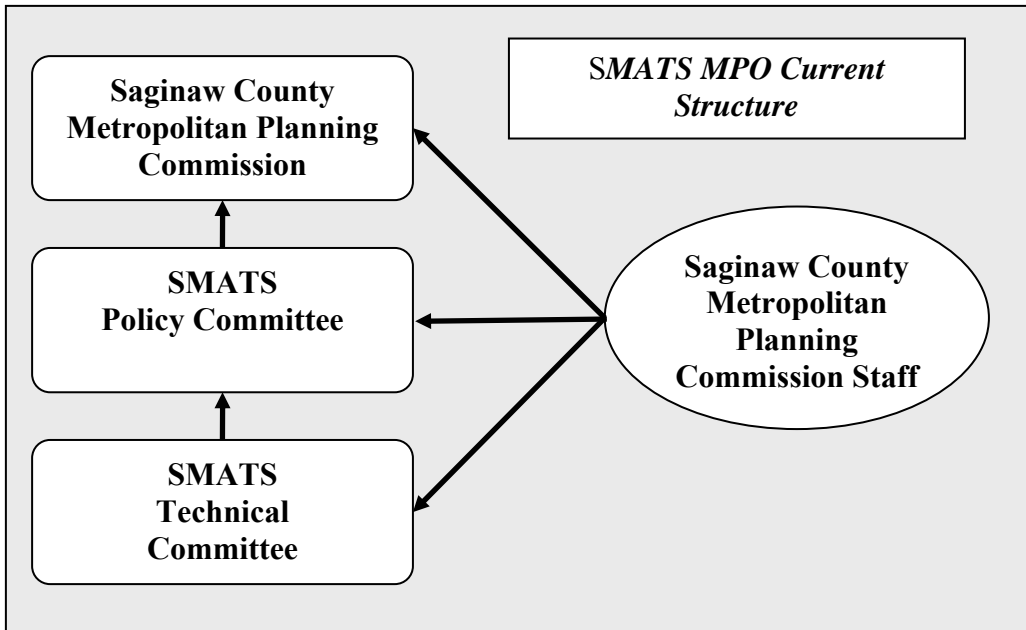 SMATS MPO Current
Structure
Saginaw County
Metropolitan Planning
Commission
SMATS
Policy Committee
SMATS
Technical
Committee
Saginaw County
Metropolitan
Planning
Commission Staff